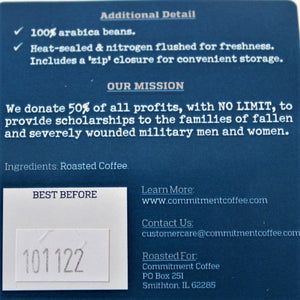 Additional Detail
✓ 100% arabica beans.
✓ Heat-sealed & nitrogen flushed for freshness.
Includes a 'zip' closure for convenient storage.
OUR MISSION
We donate 50% of all profits, with NO LIMIT, to
provide scholarships to the families of fallen
and severely wounded military men and women.
Ingredients: Roasted Coffee.
BEST BEFORE
101122
Learn More:
www.commitmentcoffee.com
Contact Us:
customercare@commitmentcoffee.com
Roasted For:
Commitment Coffee
PO Box 251
Smithton, IL 62285